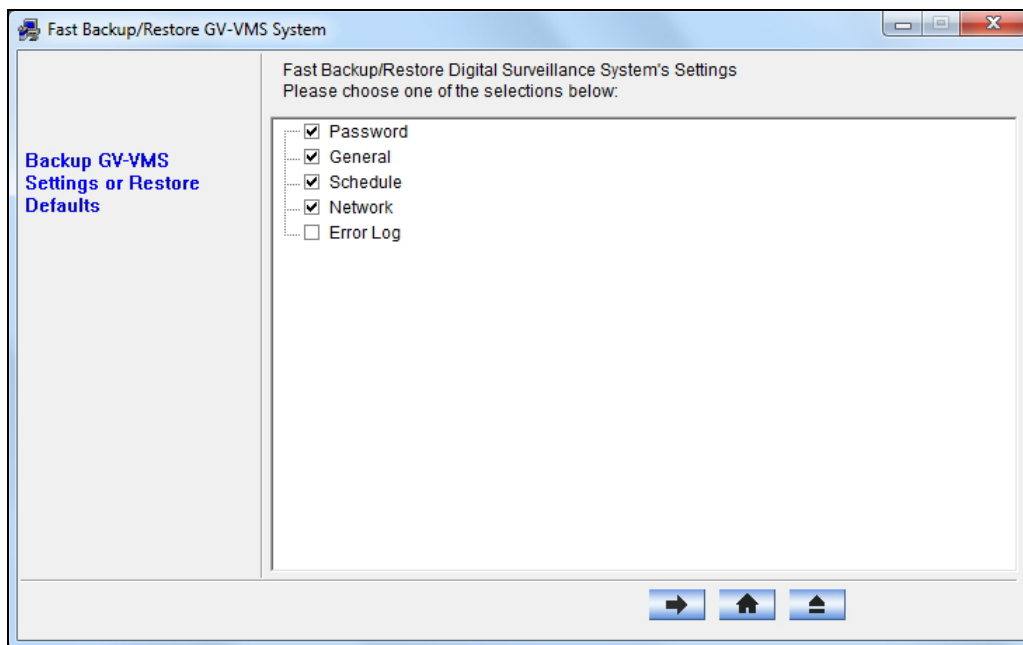 Fast Backup/Restore GV-VMS System
Fast Backup/Restore Digital Surveillance System's Settings
Please choose one of the selections below:
Backup GV-VMS
Settings or Restore
Defaults
Password
General
Schedule
Network
Error Log